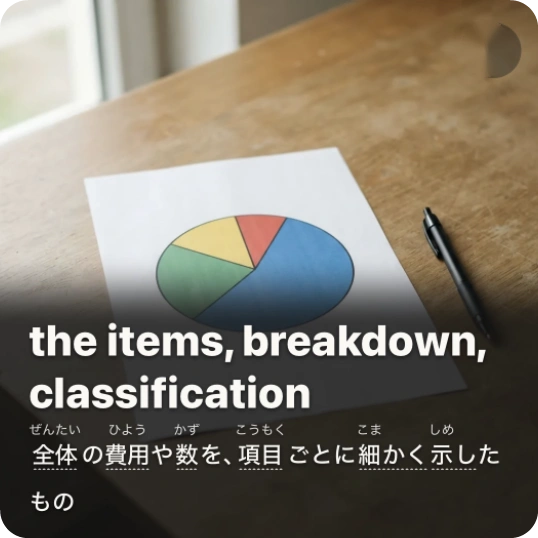 the items, breakdown,
classification
ぜんたい ひよう かず こうもく こま しめ
全体の費用や数を、項目ごとに細かく示した
もの